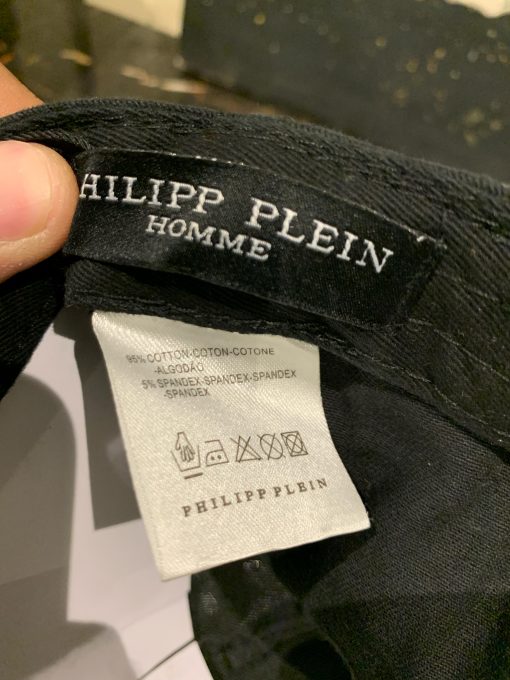 HILIPP PLEIN
HOMME
95% COTTON-COTON-COTONE
-ALGODÃO
5% SPANDEX-SPANDEX-SPANDEX
-SPANDEX
PHILIPP PLEIN